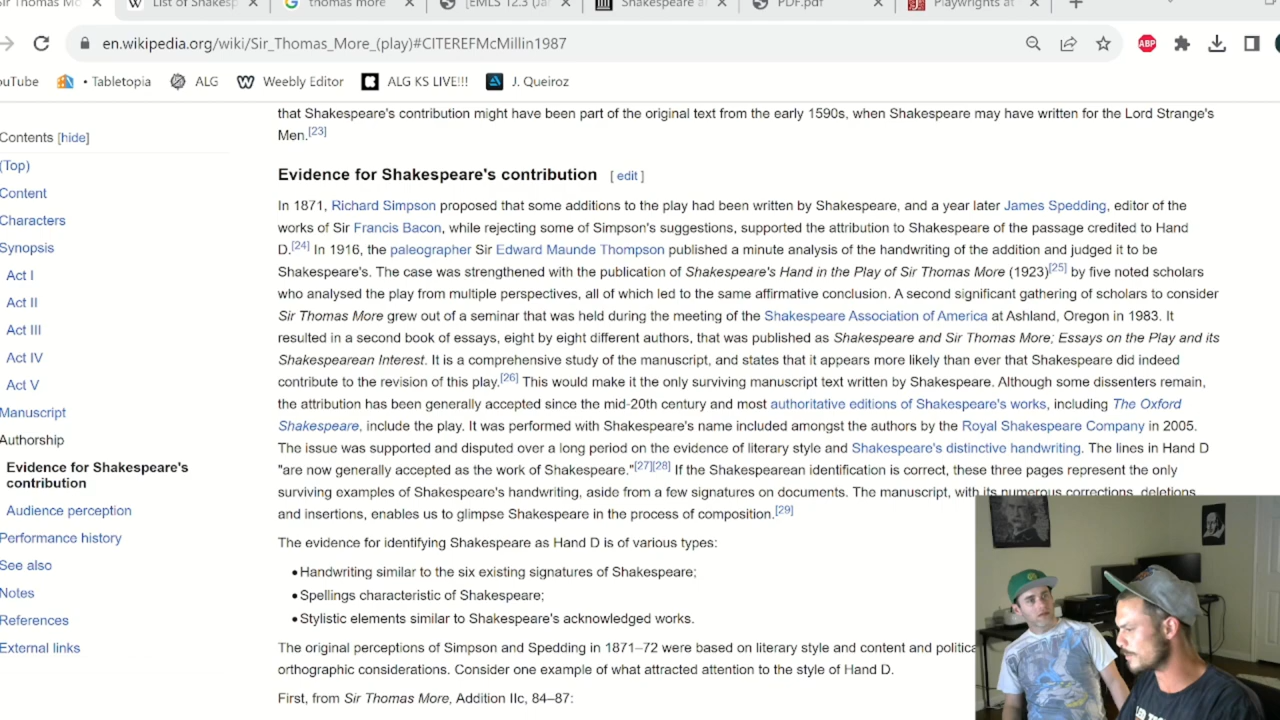 Sir Thomas Mo
List of Shakesp
thomas more
[EMLS 12.3 (Jar
Shakespeare a
PDF.pdf
Playwrights at
en.wikipedia.org/wiki/Sir_Thomas_More_(play)#CITEREFMcMillin1987
ABP
ouTube
• Tabletopia
ALG
Weebly Editor
ALG KS LIVE!!!
J. Queiroz
Contents [hide]
(Top)
Content
Characters
Synopsis
Act I
Act II
Act III
Act IV
Act V
Manuscript
Authorship
Evidence for Shakespeare's
contribution
Audience perception
Performance history
See also
Notes
References
External links
that Shakespeare's contribution might have been part of the original text from the early 1590s, when Shakespeare may have written for the Lord Strange's
Men.[23]
Evidence for Shakespeare's contribution [ edit ]
In 1871, Richard Simpson proposed that some additions to the play had been written by Shakespeare, and a year later James Spedding, editor of the
works of Sir Francis Bacon, while rejecting some of Simpson's suggestions, supported the attribution to Shakespeare of the passage credited to Hand
D.[24] In 1916, the paleographer Sir Edward Maunde Thompson published a minute analysis of the handwriting of the addition and judged it to be
Shakespeare's. The case was strengthened with the publication of Shakespeare's Hand in the Play of Sir Thomas More (1923)[25] by five noted scholars
who analysed the play from multiple perspectives, all of which led to the same affirmative conclusion. A second significant gathering of scholars to consider
Sir Thomas More grew out of a seminar that was held during the meeting of the Shakespeare Association of America at Ashland, Oregon in 1983. It
resulted in a second book of essays, eight by eight different authors, that was published as Shakespeare and Sir Thomas More; Essays on the Play and its
Shakespearean Interest. It is a comprehensive study of the manuscript, and states that it appears more likely than ever that Shakespeare did indeed
contribute to the revision of this play.[26] This would make it the only surviving manuscript text written by Shakespeare. Although some dissenters remain,
the attribution has been generally accepted since the mid-20th century and most authoritative editions of Shakespeare's works, including The Oxford
Shakespeare, include the play. It was performed with Shakespeare's name included amongst the authors by the Royal Shakespeare Company in 2005.
The issue was supported and disputed over a long period on the evidence of literary style and Shakespeare's distinctive handwriting. The lines in Hand D
"are now generally accepted as the work of Shakespeare."[27][28] If the Shakespearean identification is correct, these three pages represent the only
surviving examples of Shakespeare's handwriting, aside from a few signatures on documents. The manuscript, with its numerous corrections, deletions
and insertions, enables us to glimpse Shakespeare in the process of composition.[29]
The evidence for identifying Shakespeare as Hand D is of various types:
• Handwriting similar to the six existing signatures of Shakespeare;
• Spellings characteristic of Shakespeare;
• Stylistic elements similar to Shakespeare's acknowledged works.
The original perceptions of Simpson and Spedding in 1871–72 were based on literary style and content and politica
orthographic considerations. Consider one example of what attracted attention to the style of Hand D.
First, from Sir Thomas More, Addition IIc, 84–87: